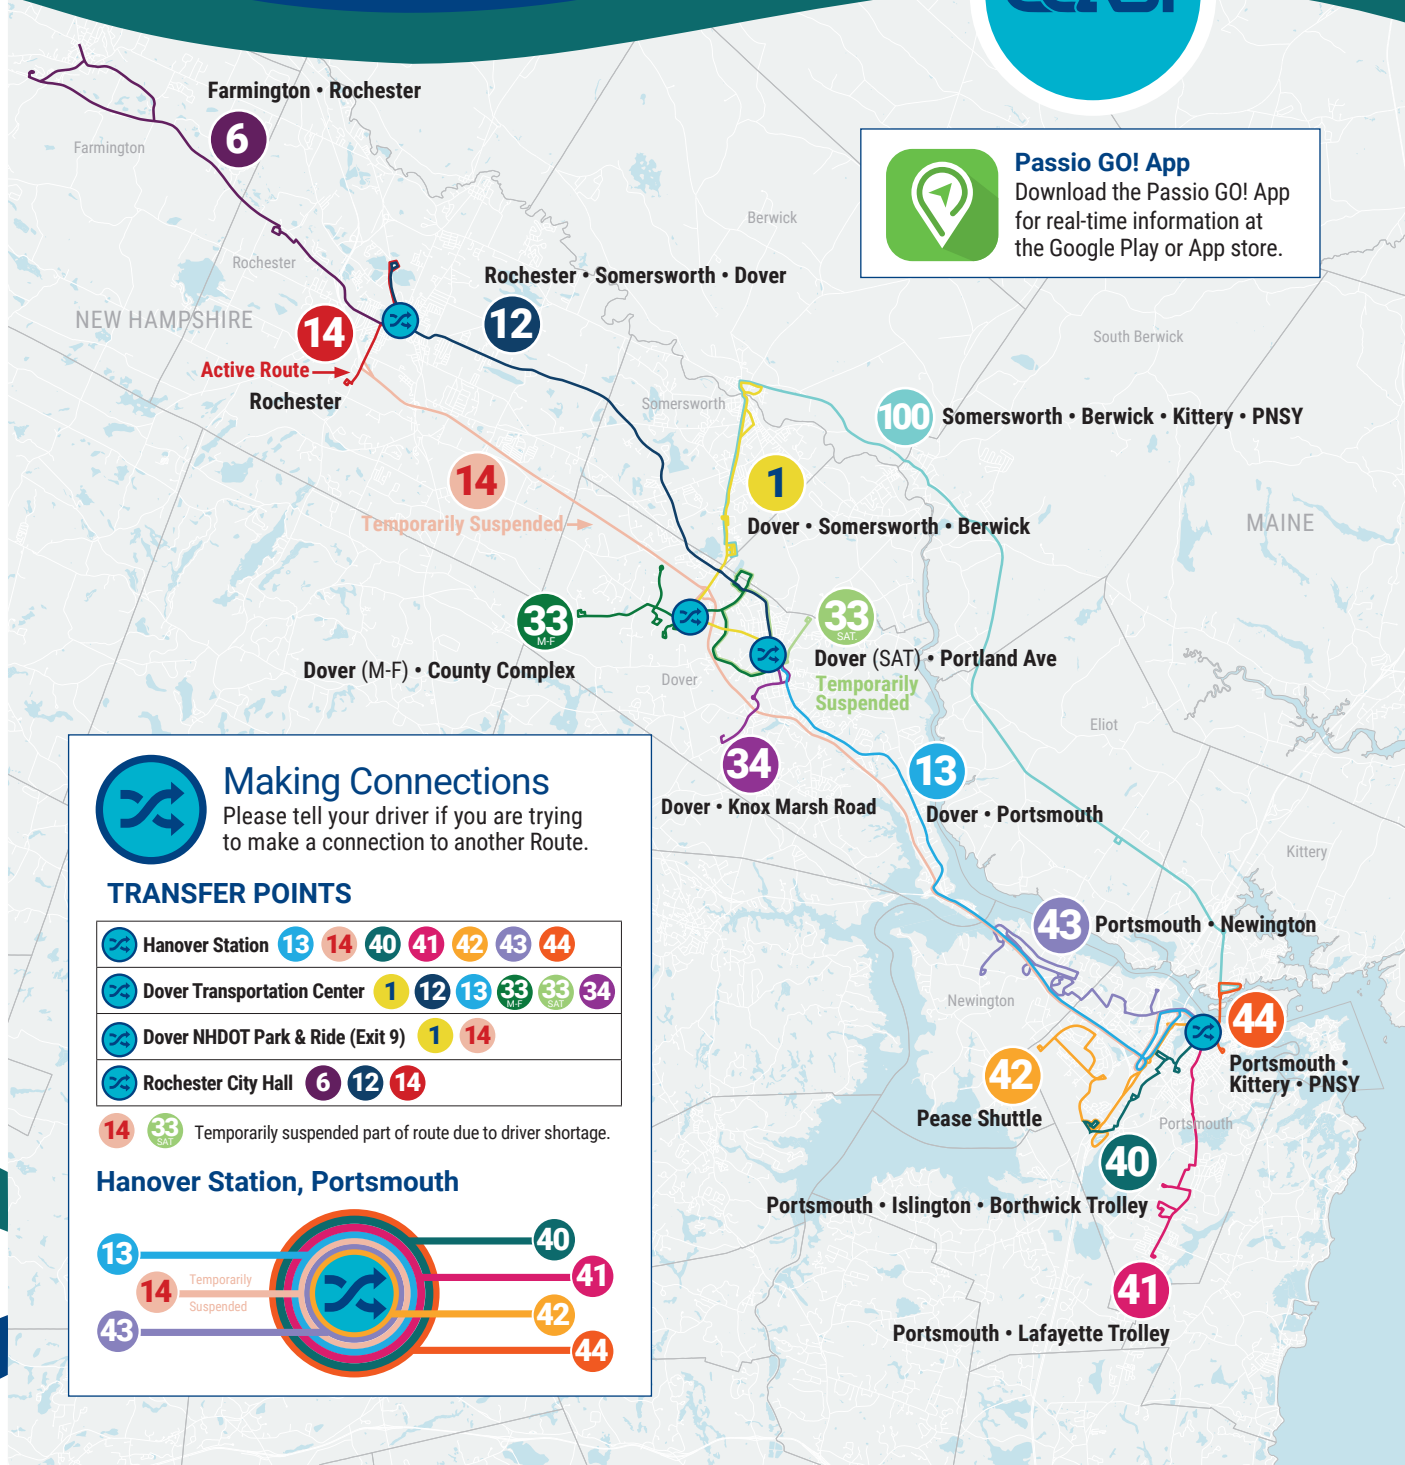 Farmington • Rochester
6
Farmington
Passio GO! App
Download the Passio GO! App
for real-time information at
the Google Play or App store.
Berwick
Rochester
Rochester • Somersworth • Dover
12
NEW HAMPSHIRE
14
Active Route
Rochester
South Berwick
Somersworth
100
Somersworth • Berwick • Kittery • PNSY
14
Temporarily Suspended
1
Dover • Somersworth • Berwick
MAINE
33
M-F
Dover (M-F) • County Complex
33
SAT.
Dover (SAT) • Portland Ave
Temporarily
Suspended
Dover
Eliot
34
Dover • Knox Marsh Road
13
Dover • Portsmouth
Kittery
Making Connections
Please tell your driver if you are trying
to make a connection to another Route.
TRANSFER POINTS
Hanover Station 13 14 40 41 42 43 44
Dover Transportation Center 1 12 13 33 M-F 33 SAT 34
Dover NHDOT Park & Ride (Exit 9) 1 14
Rochester City Hall 6 12 14
14 33 SAT Temporarily suspended part of route due to driver shortage.
43
Portsmouth • Newington
Newington
44
Portsmouth •
Kittery • PNSY
42
Pease Shuttle
Portsmouth
40
Portsmouth • Islington • Borthwick Trolley
41
Portsmouth • Lafayette Trolley
Hanover Station, Portsmouth
13
14
Temporarily
Suspended
43
40
41
42
44